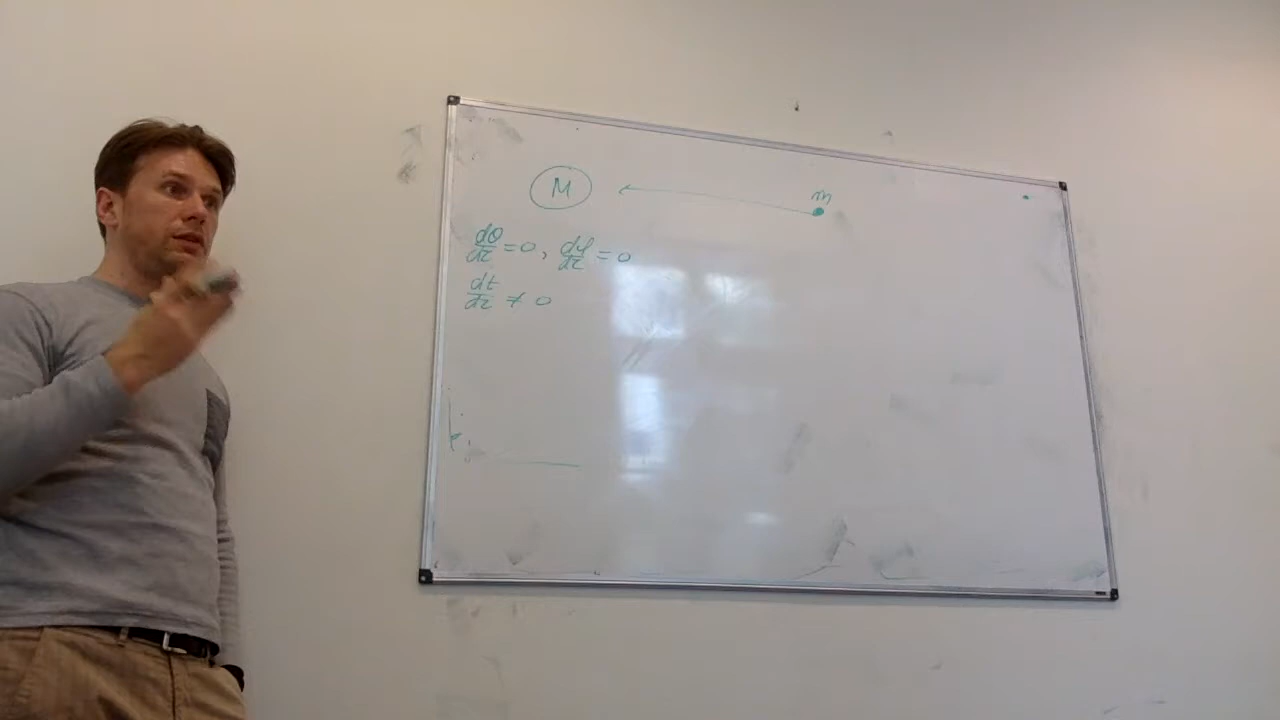 M m
dθ/dτ = 0, dφ/dτ = 0
dt/dτ ≠ 0